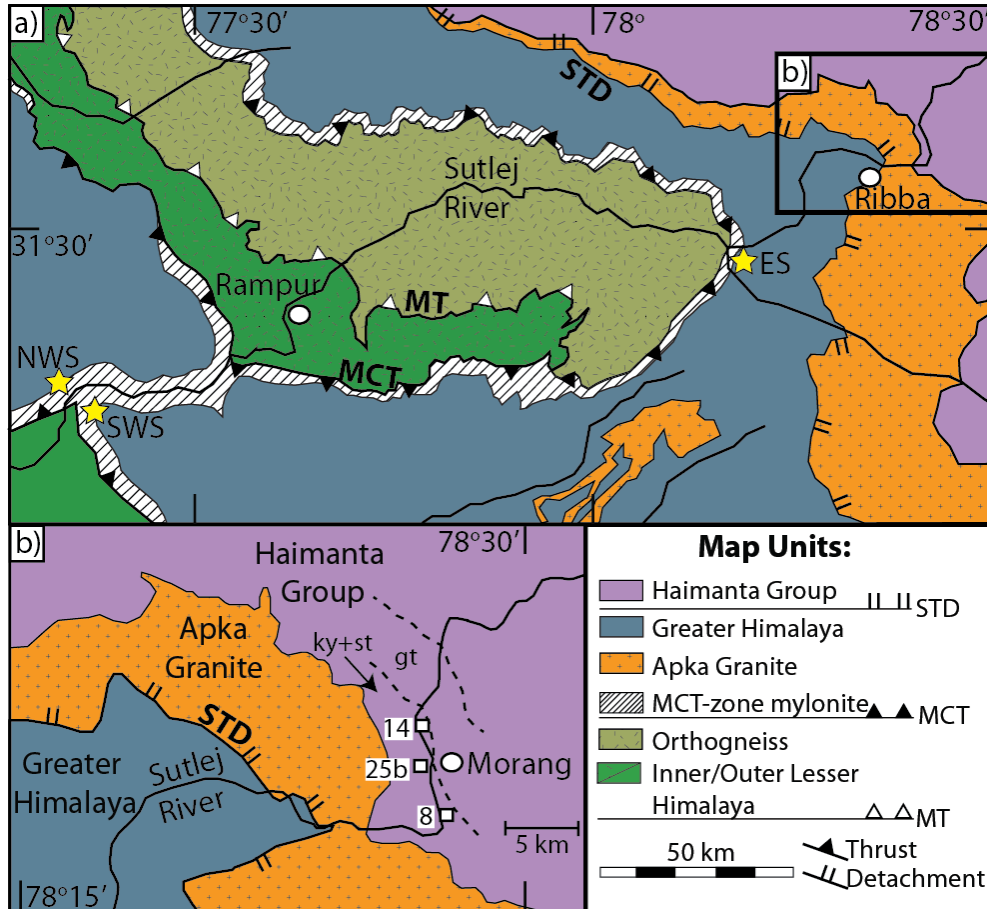 a)
77°30′
78°
78°30′
STD
b)
Ribba
Sutlej
River
31°30′
ES
Rampur
MT
MCT
NWS
SWS
b)
Haimanta
Group
78°30′
Apka
Granite
ky+st
gt
STD
14
25b
Morang
8
Greater
Himalaya
Sutlej
River
5 km
78°15′
Map Units:
Haimanta Group
STD
Greater Himalaya
Apka Granite
MCT-zone mylonite
MCT
Orthogneiss
Inner/Outer Lesser
Himalaya
MT
50 km
Thrust
Detachment